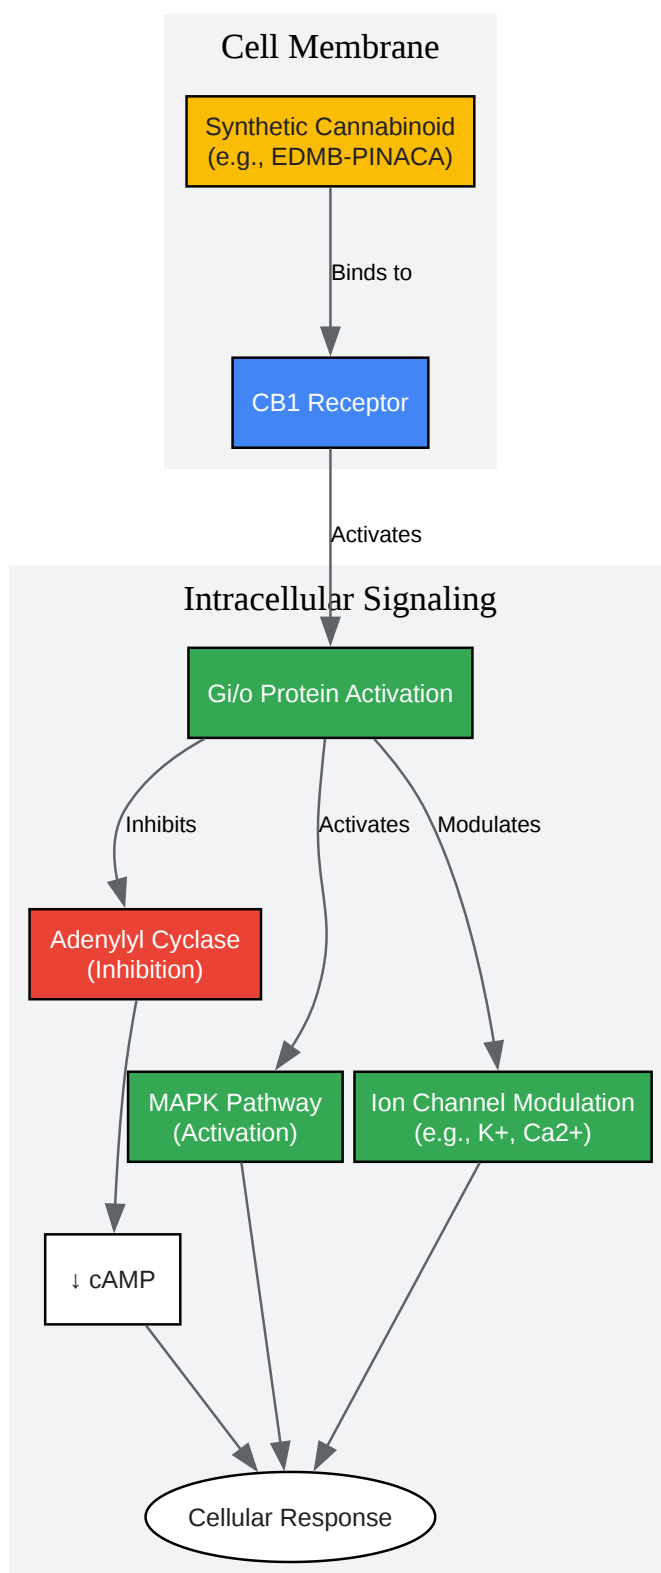 Cell Membrane
Synthetic Cannabinoid
(e.g., EDMB-PINACA)
Binds to
CB1 Receptor
Activates
Intracellular Signaling
Gi/o Protein Activation
Inhibits
Activates
Modulates
Adenylyl Cyclase
(Inhibition)
MAPK Pathway
(Activation)
Ion Channel Modulation
(e.g., K+, Ca2+)
↓ cAMP
Cellular Response